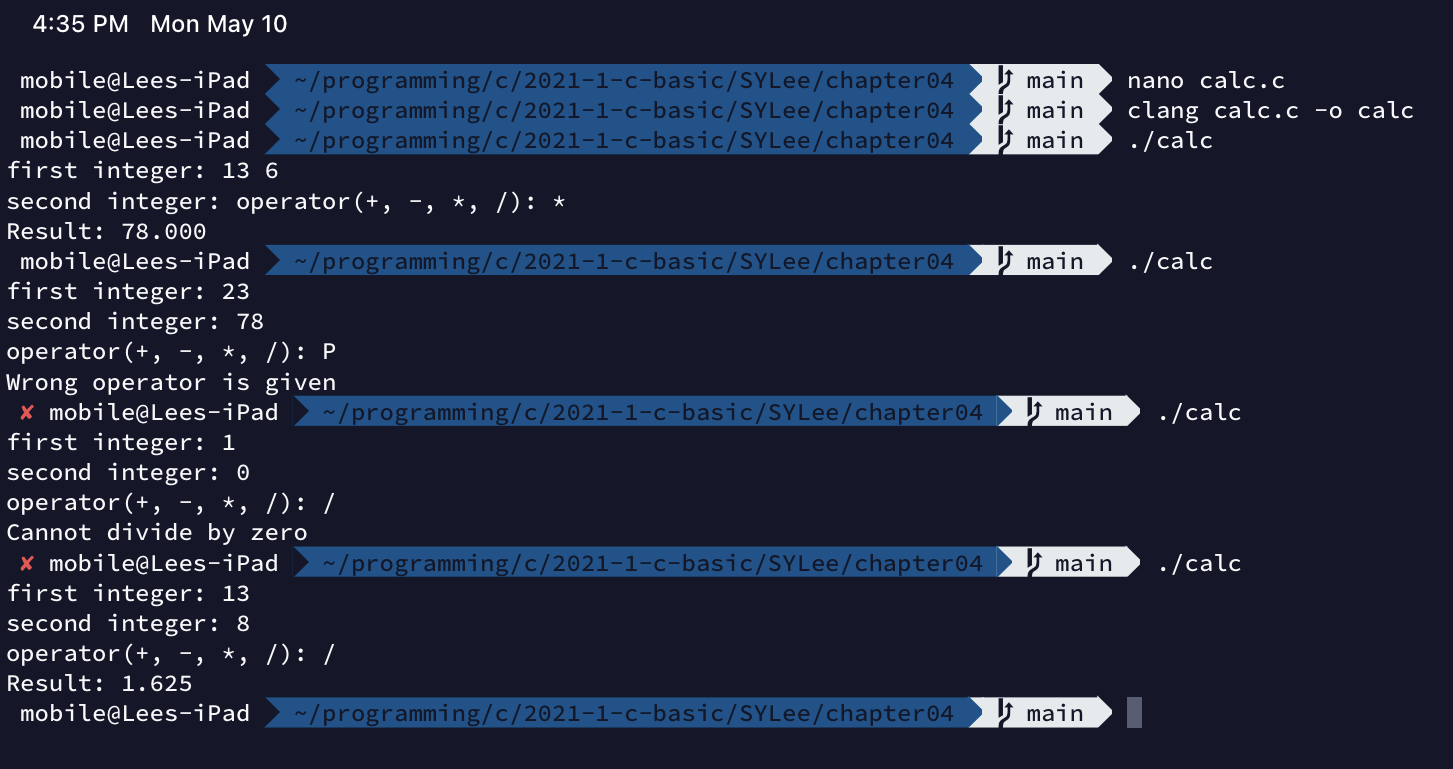 4:35 PM Mon May 10
mobile@Lees-iPad ~/programming/c/2021-1-c-basic/SYLee/chapter04 main nano calc.c
mobile@Lees-iPad ~/programming/c/2021-1-c-basic/SYLee/chapter04 main clang calc.c -o calc
mobile@Lees-iPad ~/programming/c/2021-1-c-basic/SYLee/chapter04 main ./calc
first integer: 13 6
second integer: operator(+, -, *, /): *
Result: 78.000
mobile@Lees-iPad ~/programming/c/2021-1-c-basic/SYLee/chapter04 main ./calc
first integer: 23
second integer: 78
operator(+, -, *, /): P
Wrong operator is given
✘ mobile@Lees-iPad ~/programming/c/2021-1-c-basic/SYLee/chapter04 main ./calc
first integer: 1
second integer: 0
operator(+, -, *, /): /
Cannot divide by zero
✘ mobile@Lees-iPad ~/programming/c/2021-1-c-basic/SYLee/chapter04 main ./calc
first integer: 13
second integer: 8
operator(+, -, *, /): /
Result: 1.625
mobile@Lees-iPad ~/programming/c/2021-1-c-basic/SYLee/chapter04 main